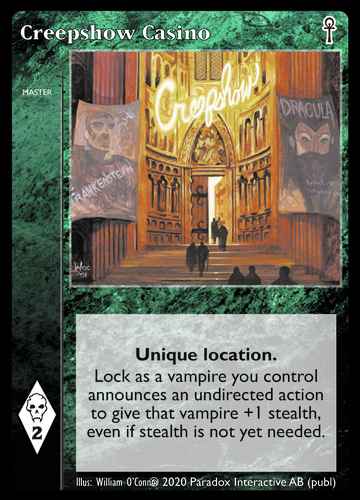 Creepshow Casino
MASTER
Creepshow
DRACULA
FRANKENSTEIN
Unique location.
Lock as a vampire you control
announces an undirected action
to give that vampire +1 stealth,
even if stealth is not yet needed.
2
Illus: William O'Conn© 2020 Paradox Interactive AB (publ)